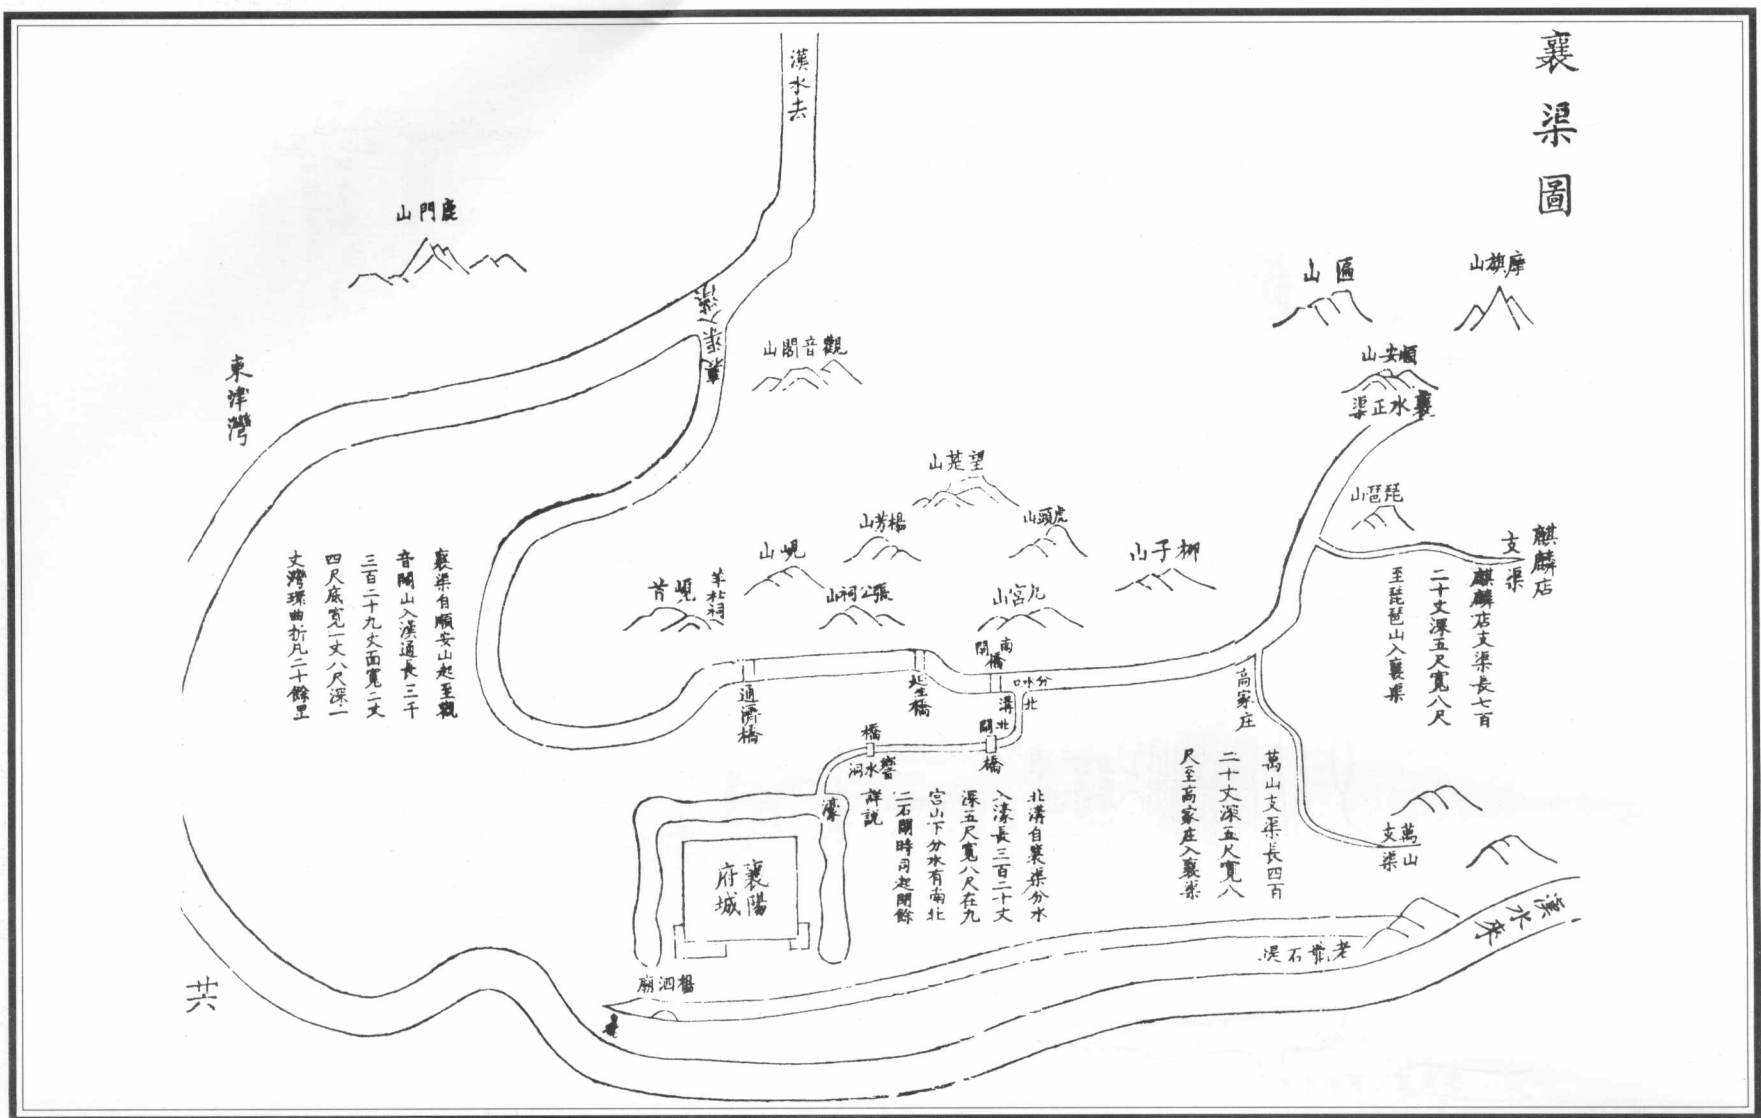 襄渠圖
摩旗山
匾山
順安山
襄水正渠
琵琶山
麒麟店
支渠
麒麟店支渠長七百
二十丈深五尺寬八尺
至琵琶山入襄渠
萬山
支渠
漢水來
老龍石堤
高家庄
萬山支渠長四百
二十丈深五尺寬八
尺至高家庄入襄渠
柳子山
虎頭山
望楚山
九宮山
楊芳山
張公祠山
峴山
羊杜祠
峴首
觀音閣山
南閘橋
分水口
北溝
北閘橋
響水洞橋
北溝自襄渠分水
入濠長三百二十丈
深五尺寬八尺在九
宮山下分水有南北
二石閘時司起閉餘
詳説
濠
襄陽
府城
楊泗廟
通濟橋
漢水去
襄渠入漢
鹿門山
東津灣
襄渠自順安山起至觀
音閣山入漢通長三千
三百二十九丈面寬二丈
四尺底寬一丈八尺深一
丈灣環曲折凡二十餘里
共